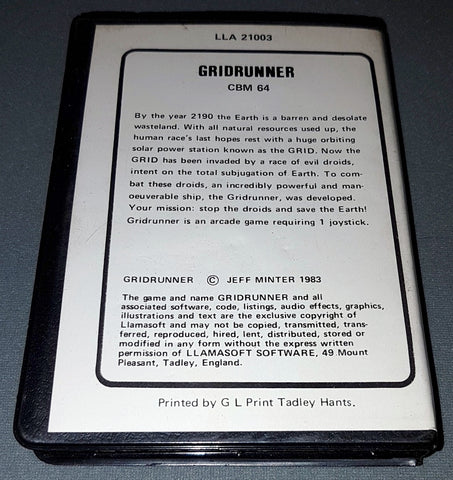 LLA 21003
GRIDRUNNER
CBM 64
By the year 2190 the Earth is a barren and desolate
wasteland. With all natural resources used up, the
human race's last hopes rest with a huge orbiting
solar power station known as the GRID. Now the
GRID has been invaded by a race of evil droids,
intent on the total subjugation of Earth. To com-
bat these droids, an incredibly powerful and man-
oeuverable ship, the Gridrunner, was developed.
Your mission: stop the droids and save the Earth!
Gridrunner is an arcade game requiring 1 joystick.
GRIDRUNNER © JEFF MINTER 1983
The game and name GRIDRUNNER and all
associated software, code, listings, audio effects, graphics,
illustrations and text are the exclusive copyright of
Llamasoft and may not be copied, transmitted, trans-
ferred, reproduced, hired, lent, distributed, stored or
modified in any form without the express written
permission of LLAMASOFT SOFTWARE, 49 Mount
Pleasant, Tadley, England.
Printed by G L Print Tadley Hants.